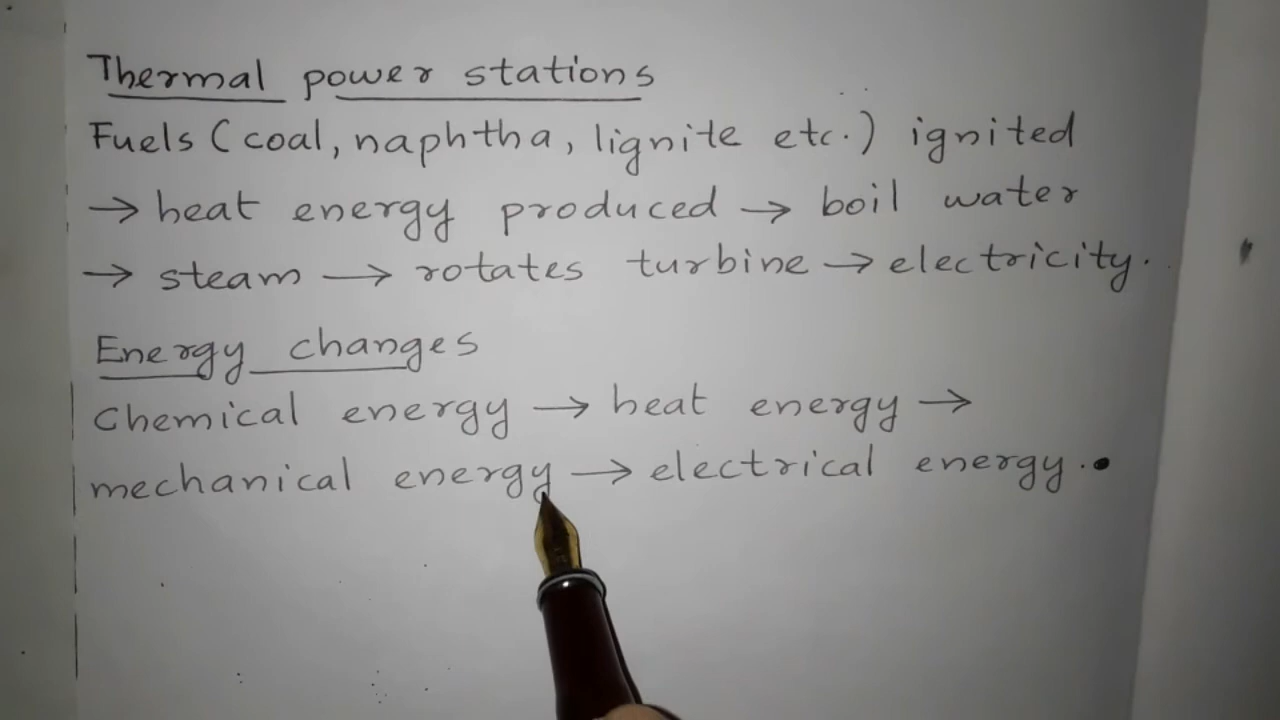 Thermal power stations
Fuels (coal, naphtha, lignite etc.) ignited
→ heat energy produced → boil water
→ steam → rotates turbine → electricity.
Energy changes
Chemical energy → heat energy →
mechanical energy → electrical energy.